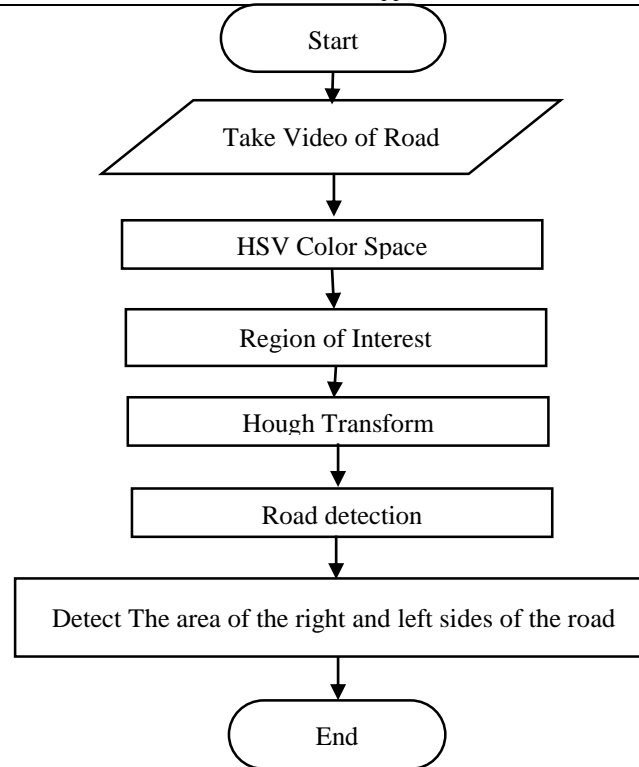 Start
Take Video of Road
HSV Color Space
Region of Interest
Hough Transform
Road detection
Detect The area of the right and left sides of the road
End